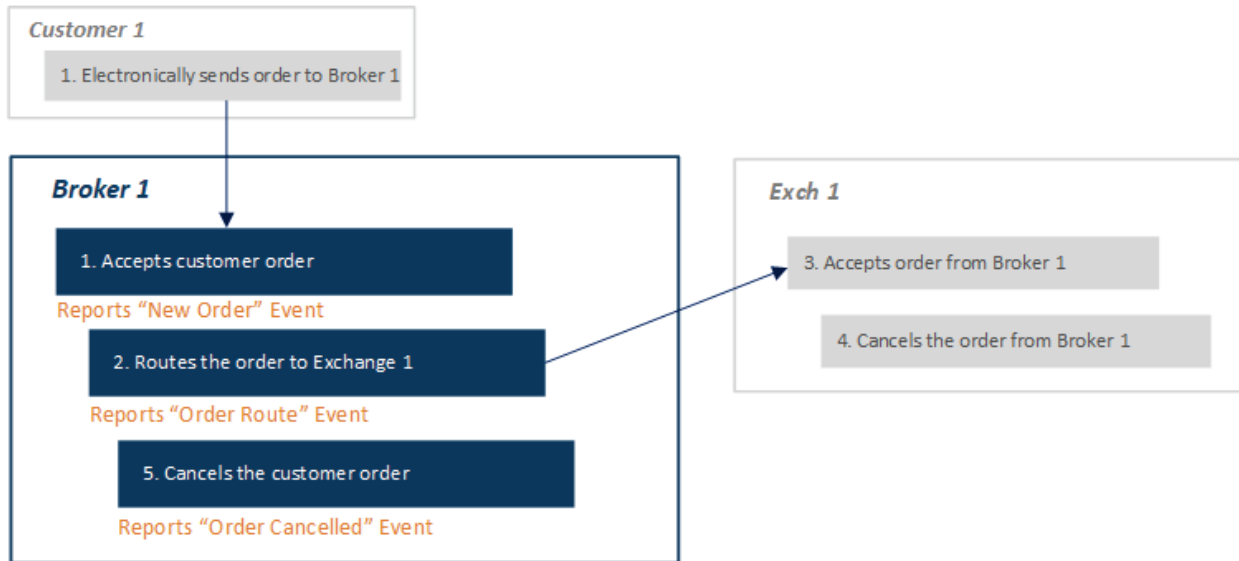 Customer 1
1. Electronically sends order to Broker 1
Broker 1
1. Accepts customer order
Reports “New Order” Event
2. Routes the order to Exchange 1
Reports “Order Route” Event
5. Cancels the customer order
Reports “Order Cancelled” Event
Exch 1
3. Accepts order from Broker 1
4. Cancels the order from Broker 1